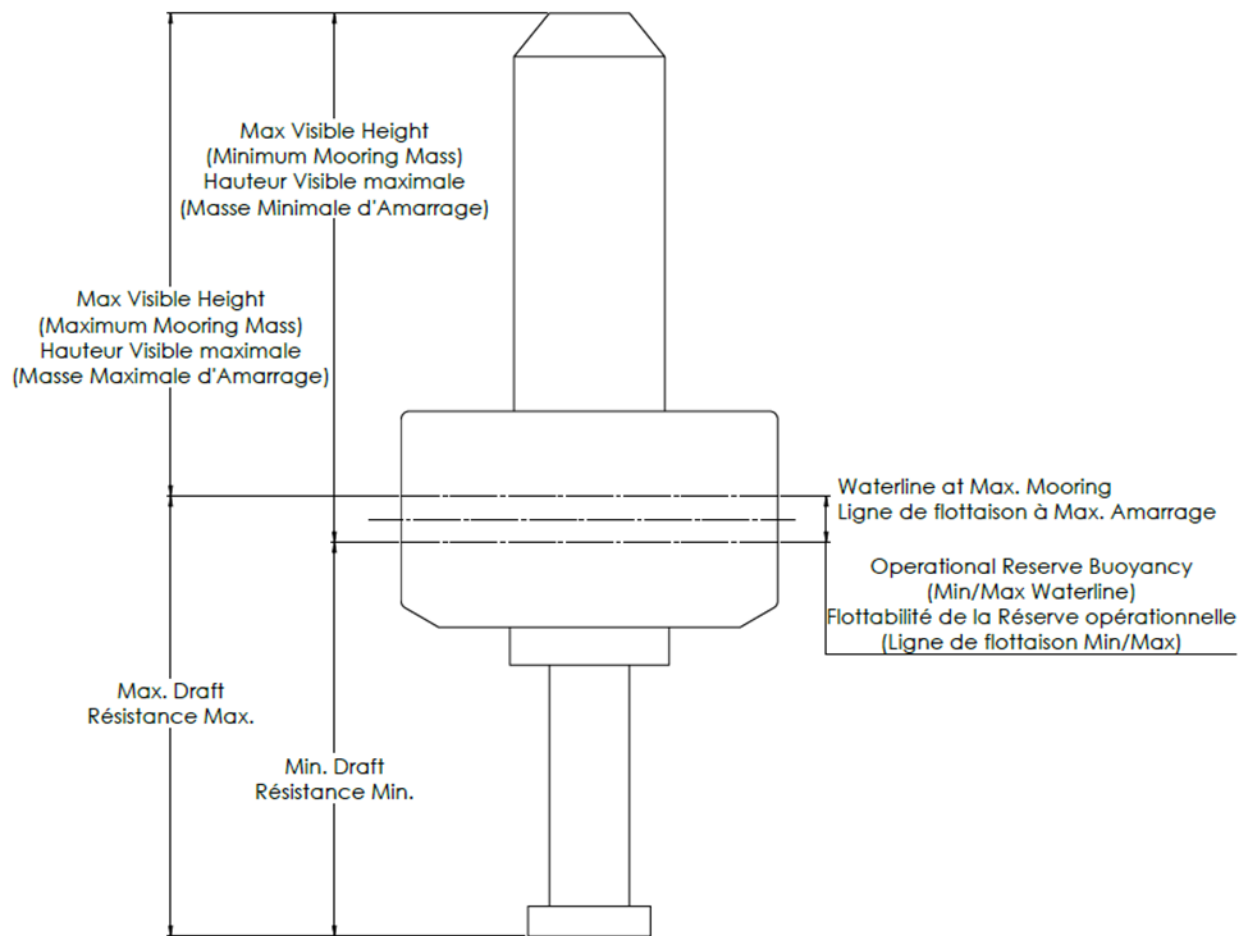 Max Visible Height
(Minimum Mooring Mass)
Hauteur Visible maximale
(Masse Minimale d'Amarrage)
Max Visible Height
(Maximum Mooring Mass)
Hauteur Visible maximale
(Masse Maximale d'Amarrage)
Waterline at Max. Mooring
Ligne de flottaison à Max. Amarrage
Operational Reserve Buoyancy
(Min/Max Waterline)
Flottabilité de la Réserve opérationnelle
(Ligne de flottaison Min/Max)
Max. Draft
Résistance Max.
Min. Draft
Résistance Min.